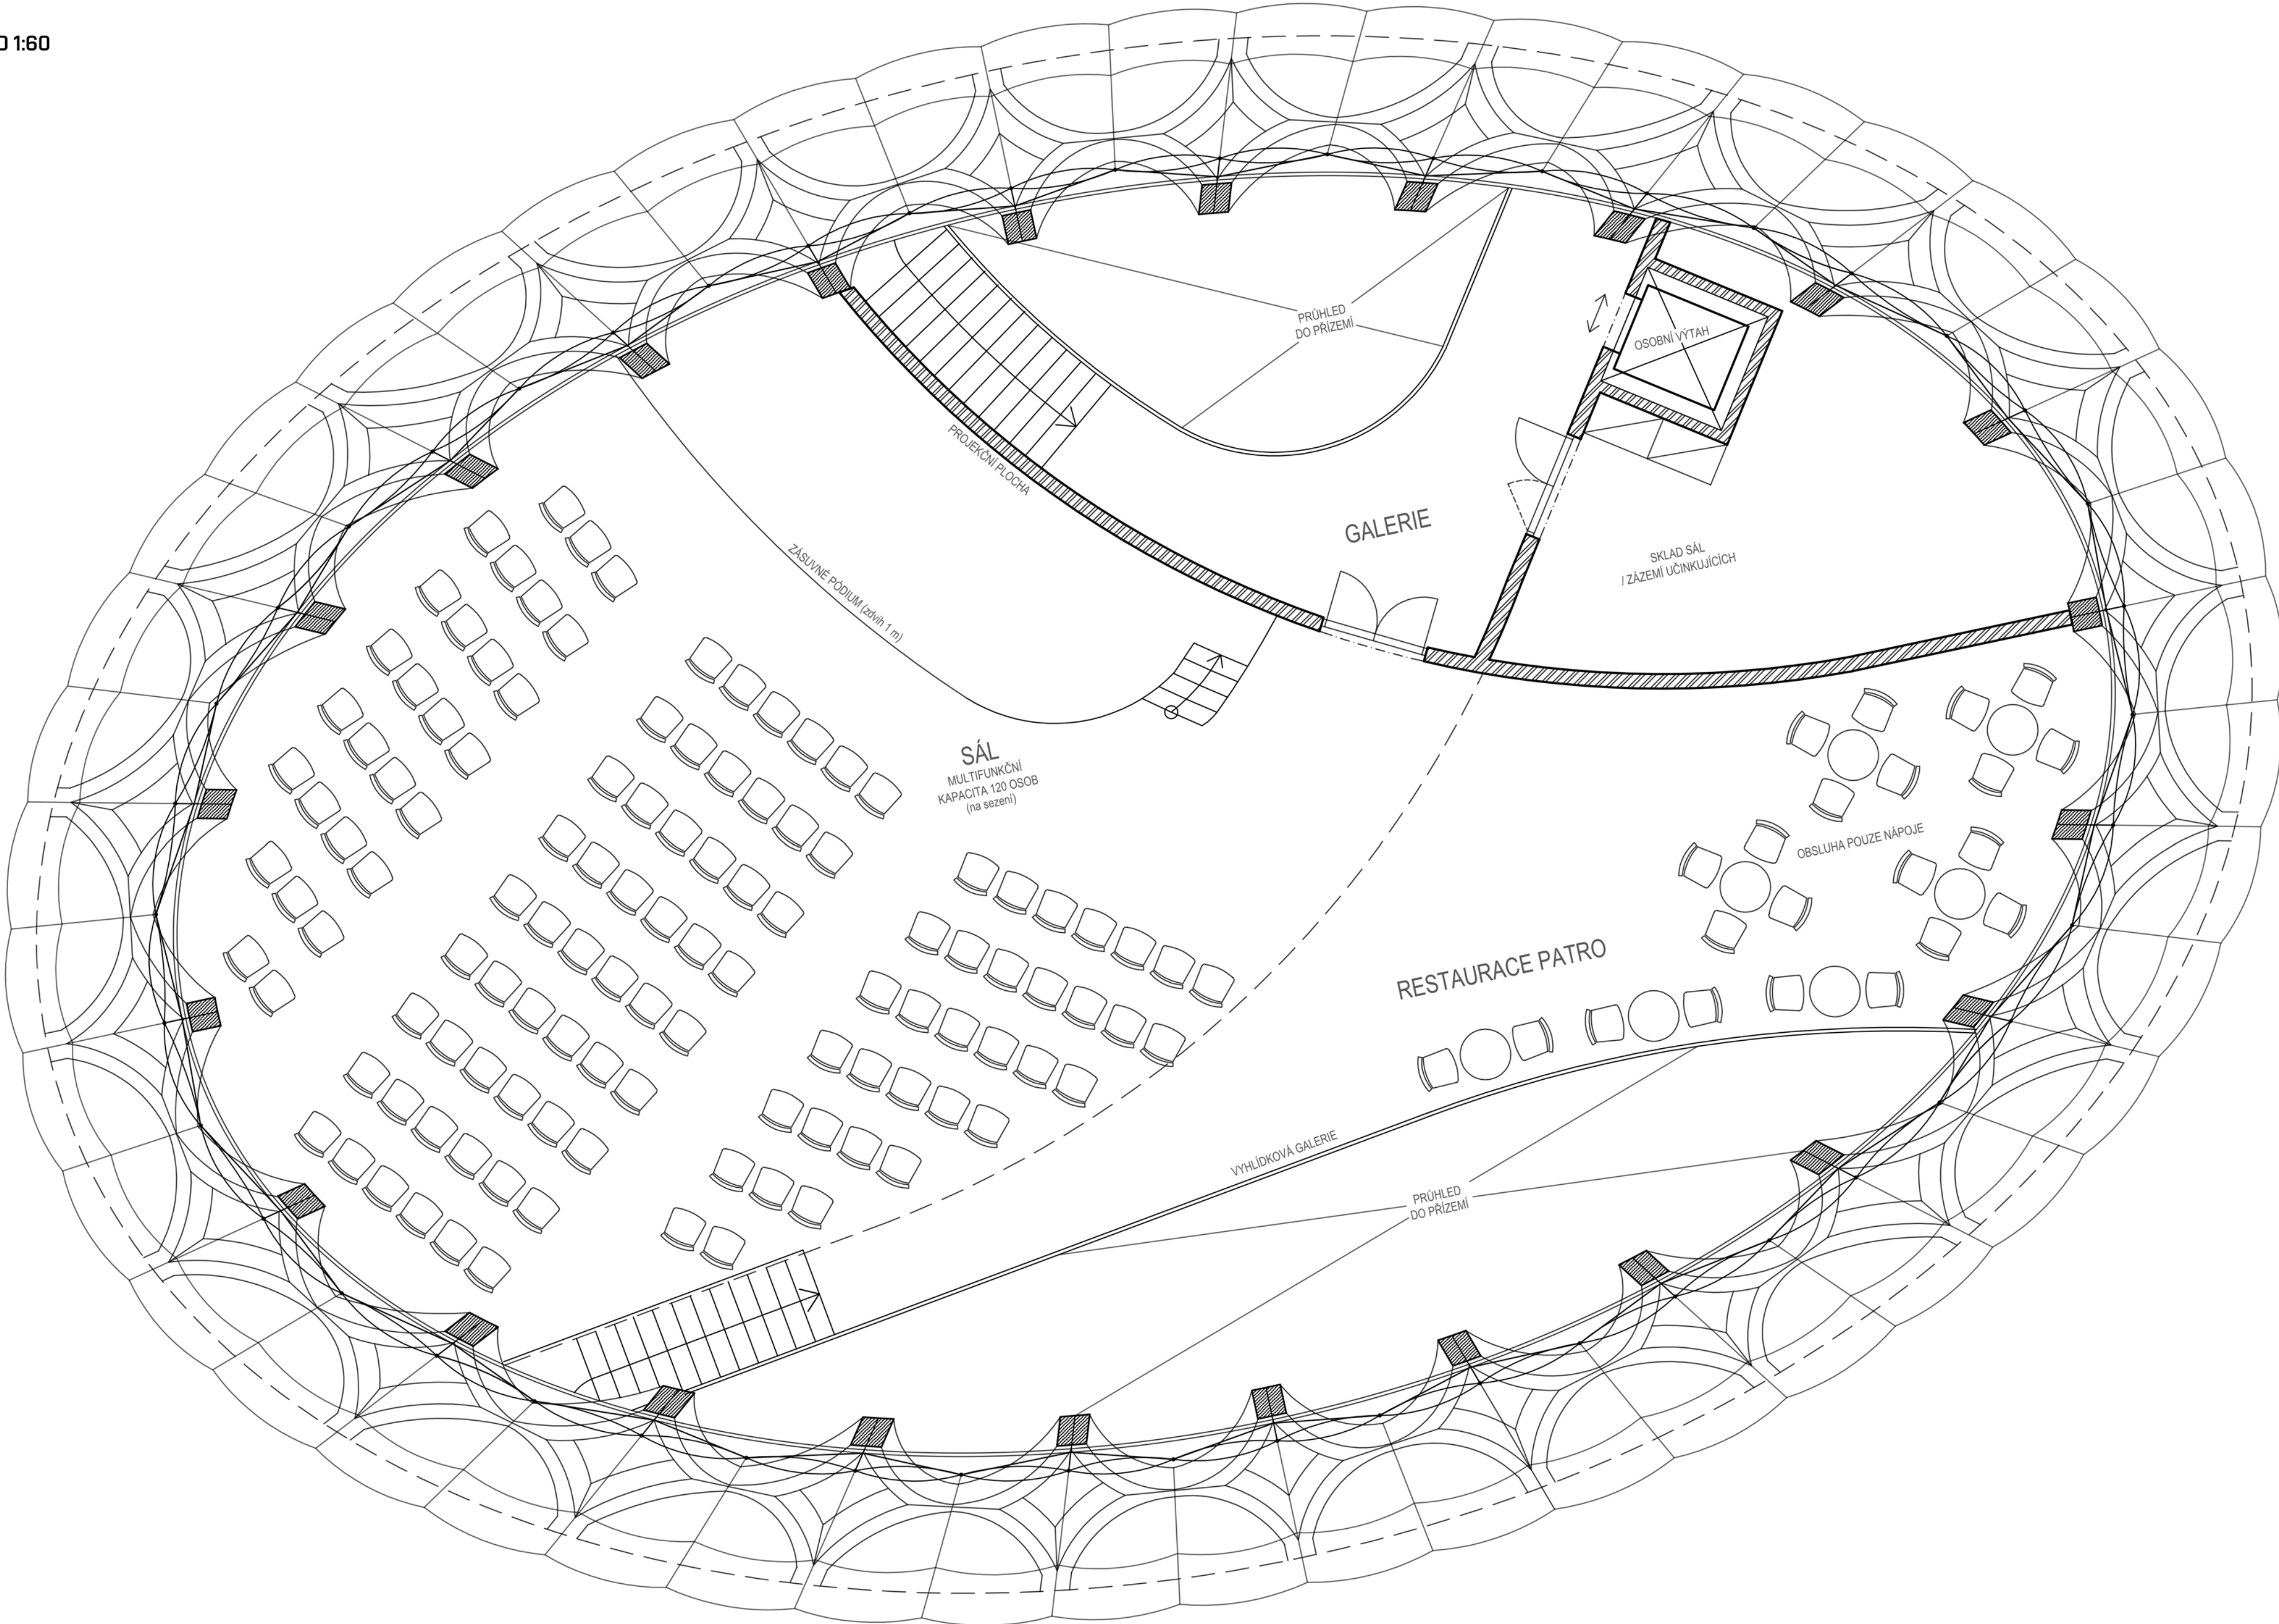 O 1:60
PRŮHLED
DO PŘÍZEMÍ
OSOBNÍ VÝTAH
PROJEKČNÍ PLOCHA
GALERIE
SKLAD SÁL
/ ZÁZEMÍ UČINKUJÍCÍCH
ZÁSUVNÉ PÓDIUM (zdvih 1 m)
SÁL
MULTIFUNKČNÍ
KAPACITA 120 OSOB
(na sezení)
OBSLUHA POUZE NÁPOJE
RESTAURACE PATRO
VYHLÍDKOVÁ GALERIE
PRŮHLED
DO PŘÍZEMÍ